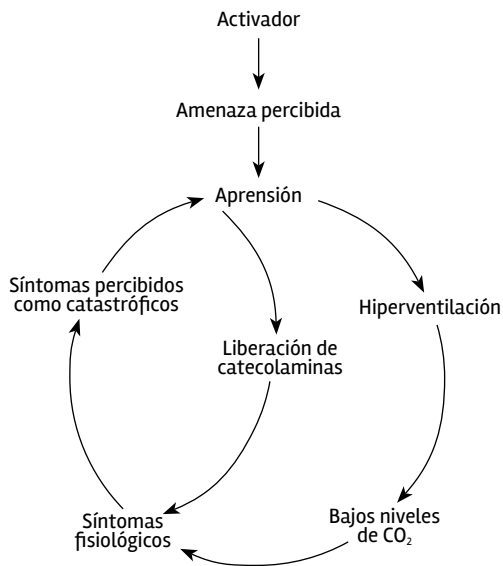 Activador
Amenaza percibida
Aprensión
Síntomas percibidos
como catastróficos
Hiperventilación
Liberación de
catecolaminas
Síntomas
fisiológicos
Bajos niveles
de CO₂